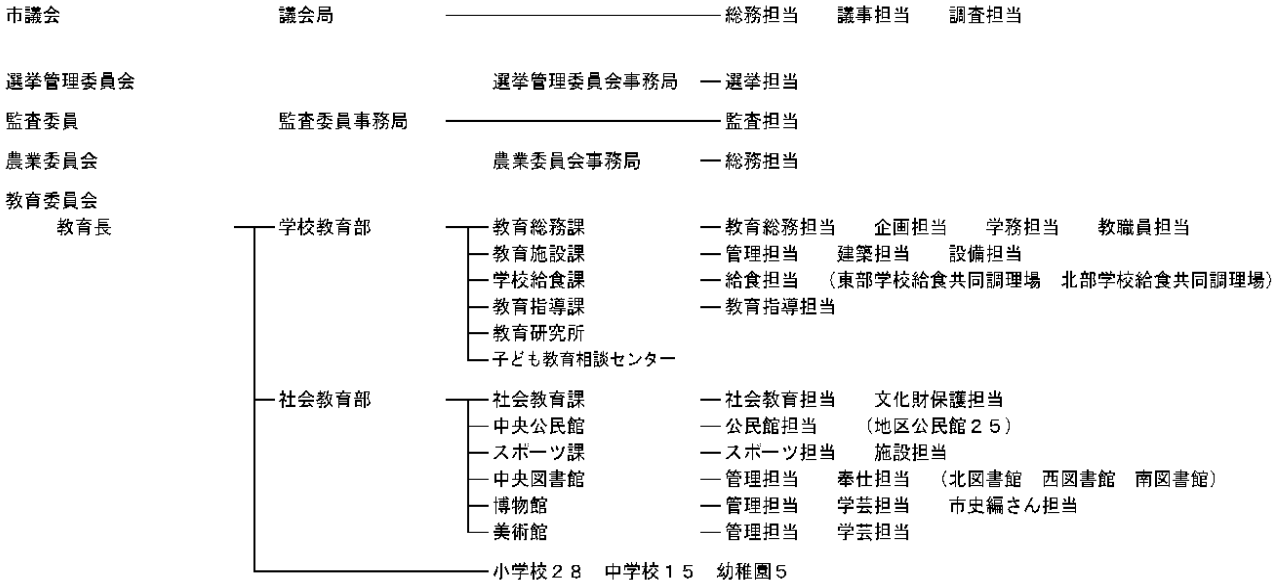 市議会　議会局　総務担当　議事担当　調査担当
選挙管理委員会　選挙管理委員会事務局　選挙担当
監査委員　監査委員事務局　監査担当
農業委員会　農業委員会事務局　総務担当
教育委員会
教育長　学校教育部　教育総務課　教育総務担当　企画担当　学務担当　教職員担当
教育施設課　管理担当　建築担当　設備担当
学校給食課　給食担当　（東部学校給食共同調理場　北部学校給食共同調理場）
教育指導課　教育指導担当
教育研究所
子ども教育相談センター
社会教育部　社会教育課　社会教育担当　文化財保護担当
中央公民館　公民館担当　（地区公民館２５）
スポーツ課　スポーツ担当　施設担当
中央図書館　管理担当　奉仕担当　（北図書館　西図書館　南図書館）
博物館　管理担当　学芸担当　市史編さん担当
美術館　管理担当　学芸担当
小学校２８　中学校１５　幼稚園５